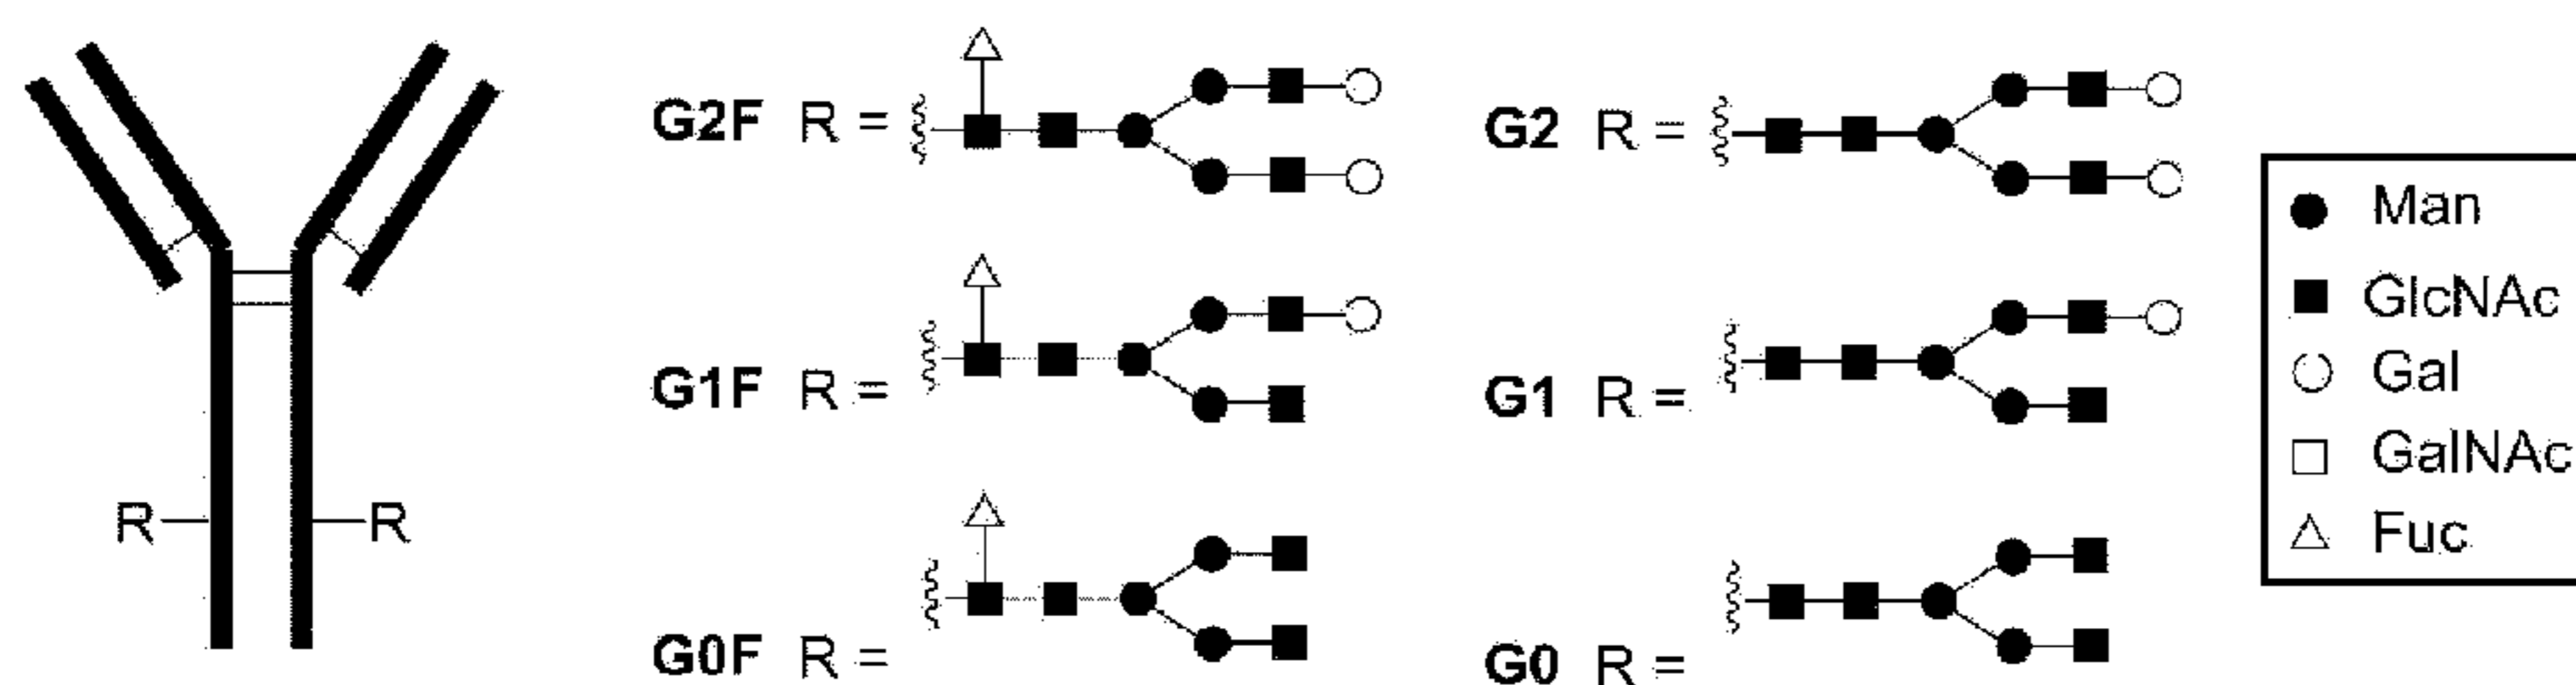 G2F R =
G2 R =
G1F R =
G1 R =
G0F R =
G0 R =
R
R
Man
GlcNAc
Gal
GalNAc
Fuc